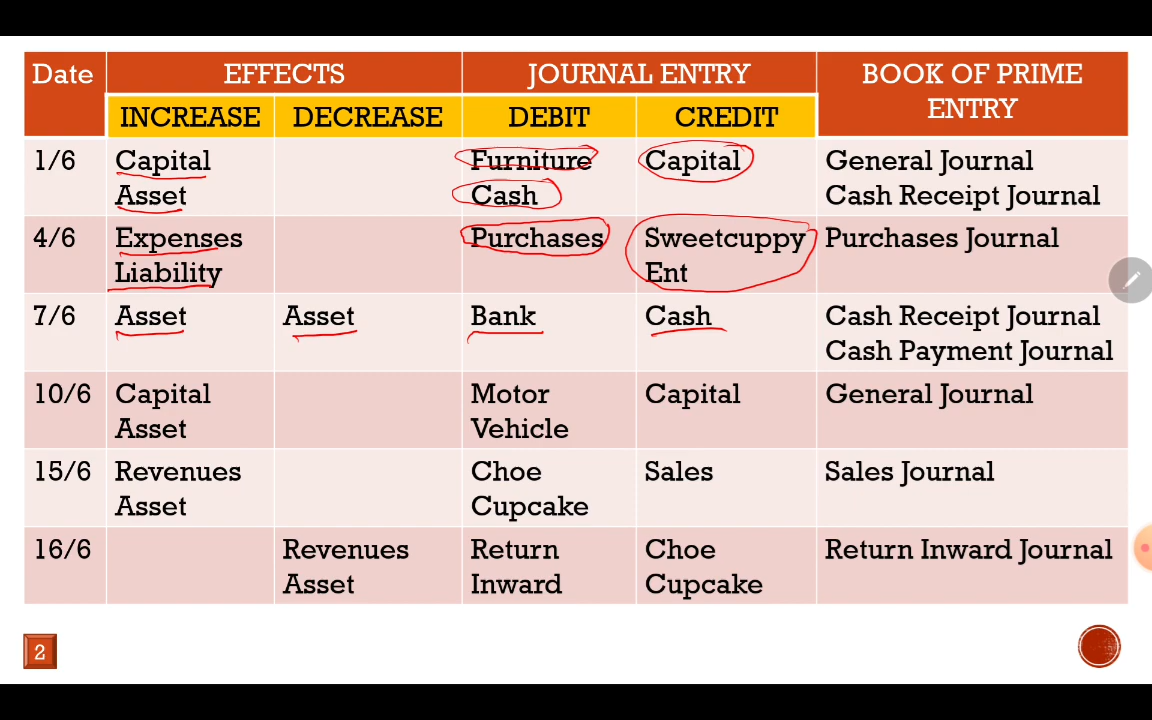 Date EFFECTS JOURNAL ENTRY BOOK OF PRIME
ENTRY
INCREASE DECREASE DEBIT CREDIT
1/6 Capital Furniture Capital General Journal
Asset Cash Cash Receipt Journal
4/6 Expenses Purchases Sweetcuppy Purchases Journal
Liability Ent
7/6 Asset Asset Bank Cash Cash Receipt Journal
Cash Payment Journal
10/6 Capital Motor Capital General Journal
Asset Vehicle
15/6 Revenues Choe Sales Sales Journal
Asset Cupcake
16/6 Revenues Return Choe Return Inward Journal
Asset Inward Cupcake
2